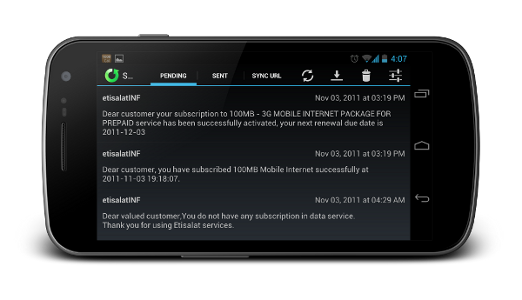 4:07
S... PENDING SENT SYNC URL
etisalatINF Nov 03, 2011 at 03:19 PM
Dear customer your subscription to 100MB - 3G MOBILE INTERNET PACKAGE FOR
PREPAID service has been successfully activated, your next renewal due date is
2011-12-03
etisalatINF Nov 03, 2011 at 03:19 PM
Dear customer, you have subscribed 100MB Mobile Internet successfully at
2011-11-03 19:18:07.
etisalatINF Nov 03, 2011 at 04:29 AM
Dear valued customer,You do not have any subscription in data service.
Thank you for using Etisalat services.